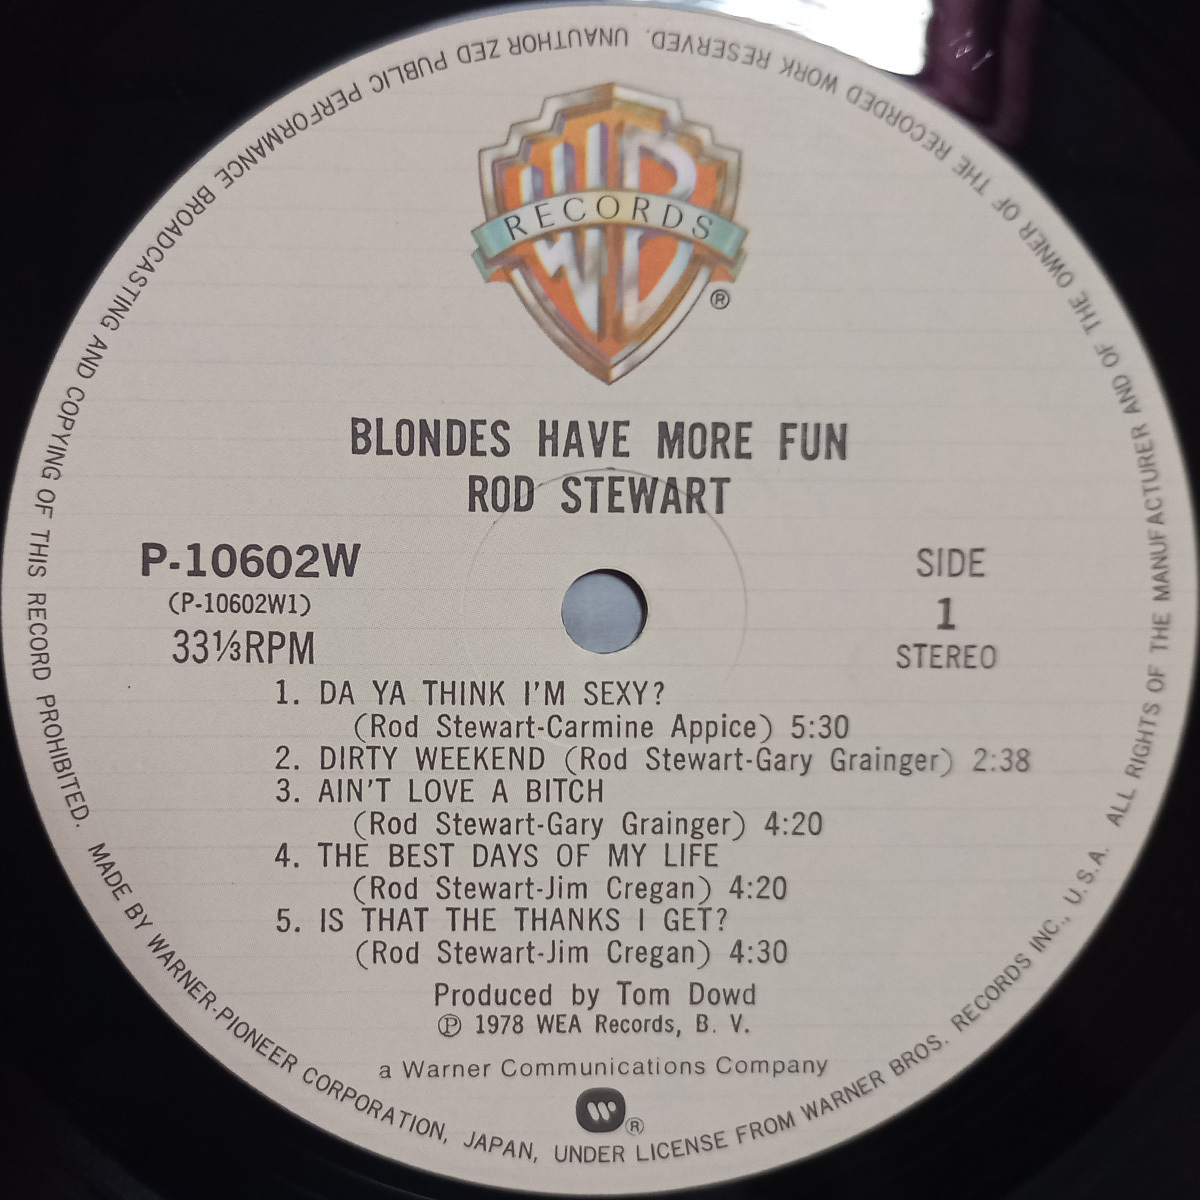 WB
RECORDS
®
BLONDES HAVE MORE FUN
ROD STEWART
P-10602W
(P-10602W1)
33⅓RPM
SIDE
1
STEREO
1. DA YA THINK I'M SEXY?
(Rod Stewart-Carmine Appice) 5:30
2. DIRTY WEEKEND (Rod Stewart-Gary Grainger) 2:38
3. AIN'T LOVE A BITCH
(Rod Stewart-Gary Grainger) 4:20
4. THE BEST DAYS OF MY LIFE
(Rod Stewart-Jim Cregan) 4:20
5. IS THAT THE THANKS I GET?
(Rod Stewart-Jim Cregan) 4:30
Produced by Tom Dowd
Ⓟ 1978 WEA Records, B. V.
a Warner Communications Company
®
MADE BY WARNER-PIONEER CORPORATION, JAPAN, UNDER LICENSE FROM WARNER BROS. RECORDS INC., U.S.A. ALL RIGHTS OF THE MANUFACTURER AND OF THE OWNER OF THE RECORDED WORK RESERVED. UNAUTHOR ZED PUBLIC PERFORMANCE BROADCASTING AND COPYING OF THIS RECORD PROHIBITED.